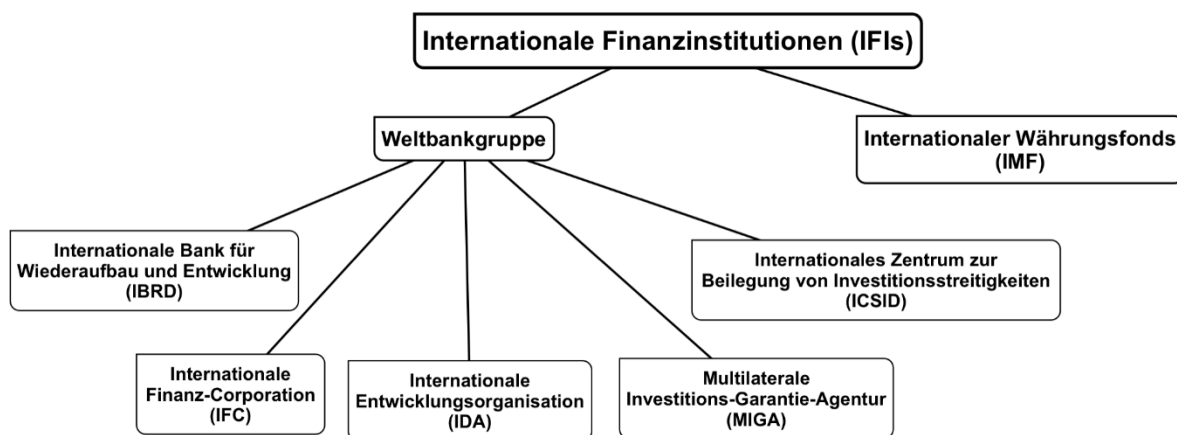 Internationale Finanzinstitutionen (IFIs)
Weltbankgruppe
Internationaler Währungsfonds
(IMF)
Internationale Bank für
Wiederaufbau und Entwicklung
(IBRD)
Internationales Zentrum zur
Beilegung von Investitionsstreitigkeiten
(ICSID)
Internationale
Finanz-Corporation
(IFC)
Internationale
Entwicklungsorganisation
(IDA)
Multilaterale
Investitions-Garantie-Agentur
(MIGA)